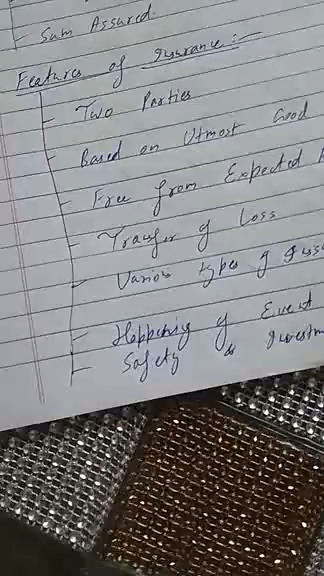 - Sum Assured
Features of Insurance :-
- Two Parties
- Based on Utmost Good
- Free from Expected
- Transfer of Loss
- Various types of
- Happening of Event
- Safety & Investm